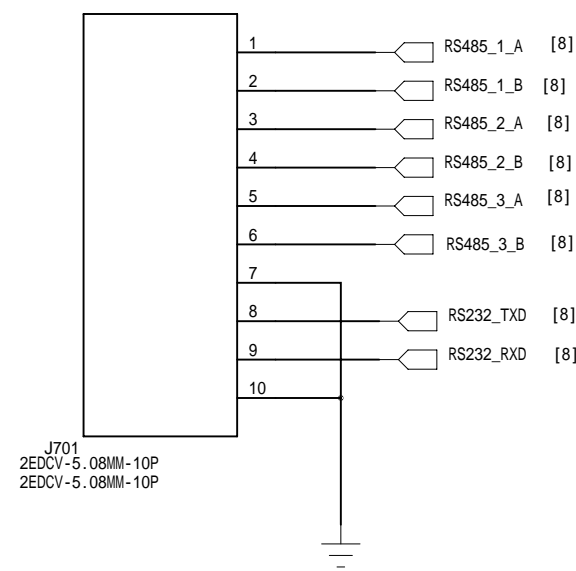 1 RS485_1_A [8]
2 RS485_1_B [8]
3 RS485_2_A [8]
4 RS485_2_B [8]
5 RS485_3_A [8]
6 RS485_3_B [8]
7
8 RS232_TXD [8]
9 RS232_RXD [8]
10
J701
2EDCV-5.08MM-10P
2EDCV-5.08MM-10P